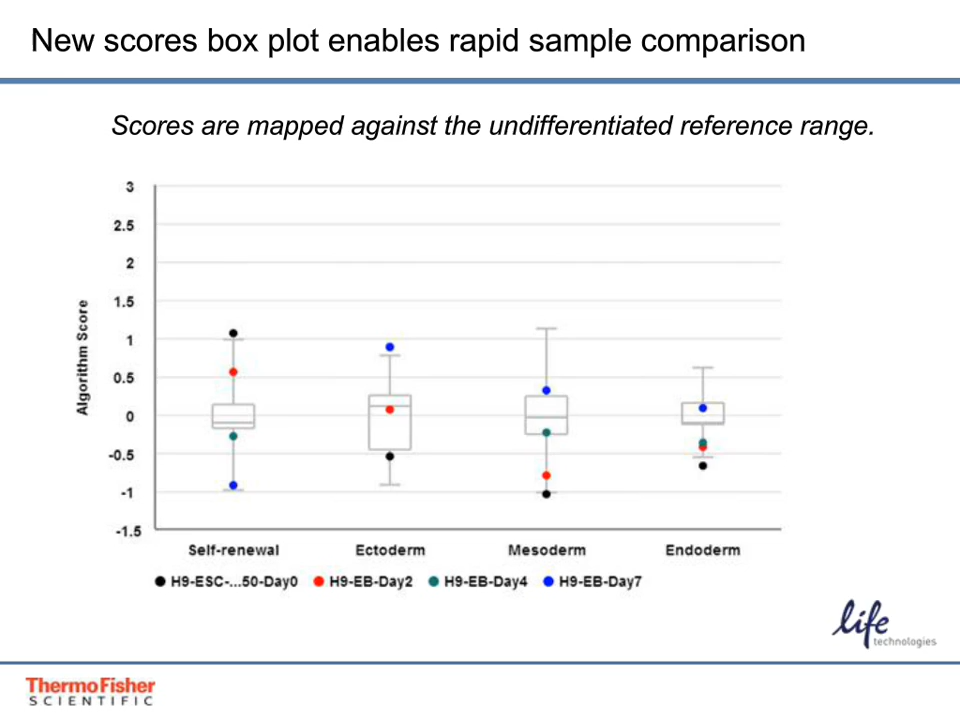 New scores box plot enables rapid sample comparison
Scores are mapped against the undifferentiated reference range.
3
2.5
2
1.5
1
0.5
0
-0.5
-1
-1.5
Algorithm Score
Self-renewal Ectoderm Mesoderm Endoderm
H9-ESC-...50-Day0 H9-EB-Day2 H9-EB-Day4 H9-EB-Day7
life
technologies
ThermoFisher
SCIENTIFIC